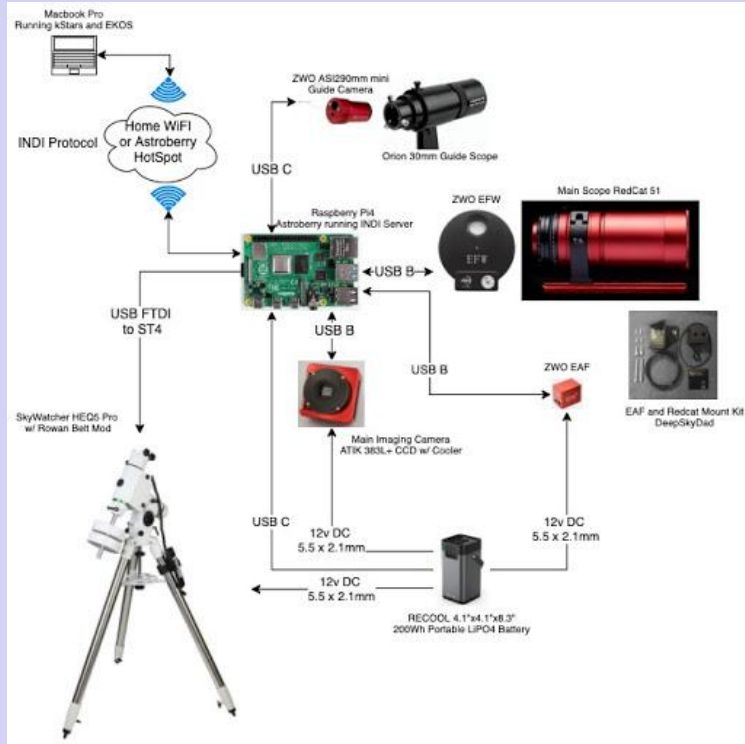 Macbook Pro
Running kStars and EKOS
INDI Protocol
Home WiFI
or Astroberry
HotSpot
ZWO ASI290mm mini
Guide Camera
Orion 30mm Guide Scope
USB C
Raspberry Pi4
Astroberry running INDI Server
ZWO EFW
EFW
Main Scope RedCat 51
USB B
USB FTDI
to ST4
USB B
USB B
ZWO EAF
EAF and Redcat Mount Kit
DeepSkyDad
SkyWatcher HEQ5 Pro
w/ Rowan Belt Mod
Main Imaging Camera
ATIK 383L+ CCD w/ Cooler
USB C
12v DC
5.5 x 2.1mm
12v DC
5.5 x 2.1mm
12v DC
5.5 x 2.1mm
RECOOL 4.1"x4.1"x8.3"
200Wh Portable LiPO4 Battery